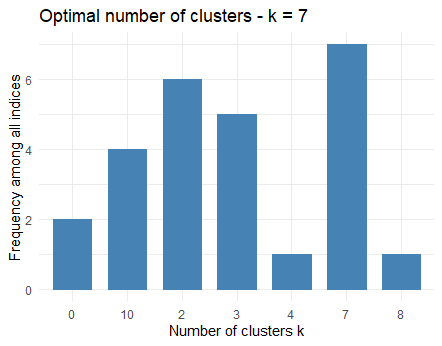 Optimal number of clusters - k = 7
Frequency among all indices
6
4
2
0
0 10 2 3 4 7 8
Number of clusters k